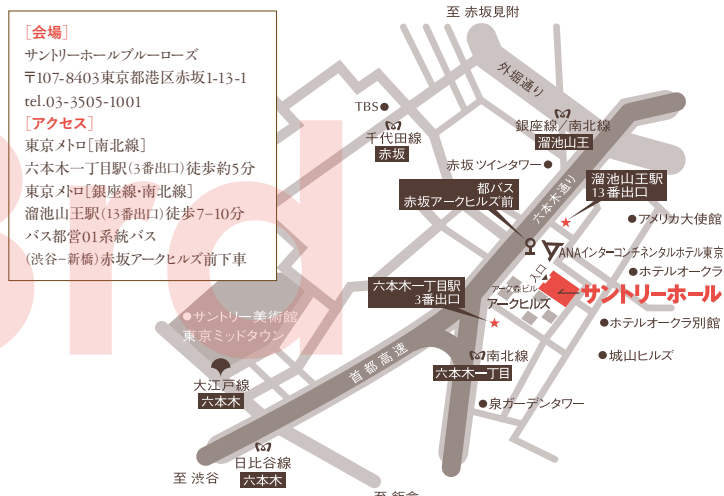 ［会場］
サントリーホールブルーローズ
〒107-8403東京都港区赤坂1-13-1
tel.03-3505-1001
［アクセス］
東京メトロ［南北線］
六本木一丁目駅（3番出口）徒歩約5分
東京メトロ［銀座線・南北線］
溜池山王駅（13番出口）徒歩7−10分
バス都営01系統バス
（渋谷−新橋）赤坂アークヒルズ前下車
3rd
至 赤坂見附
外堀通り
TBS
千代田線
赤坂
銀座線／南北線
溜池山王
赤坂ツインタワー
都バス
赤坂アークヒルズ前
六本木通り
溜池山王駅
13番出口
アメリカ大使館
ANAインターコンチネンタルホテル東京
入口
ホテルオークラ
アーク森ビル
アークヒルズ
サントリーホール
六本木一丁目駅
3番出口
ホテルオークラ別館
サントリー美術館
東京ミッドタウン
首都高速
南北線
六本木一丁目
城山ヒルズ
大江戸線
六本木
泉ガーデンタワー
日比谷線
六本木
至 渋谷